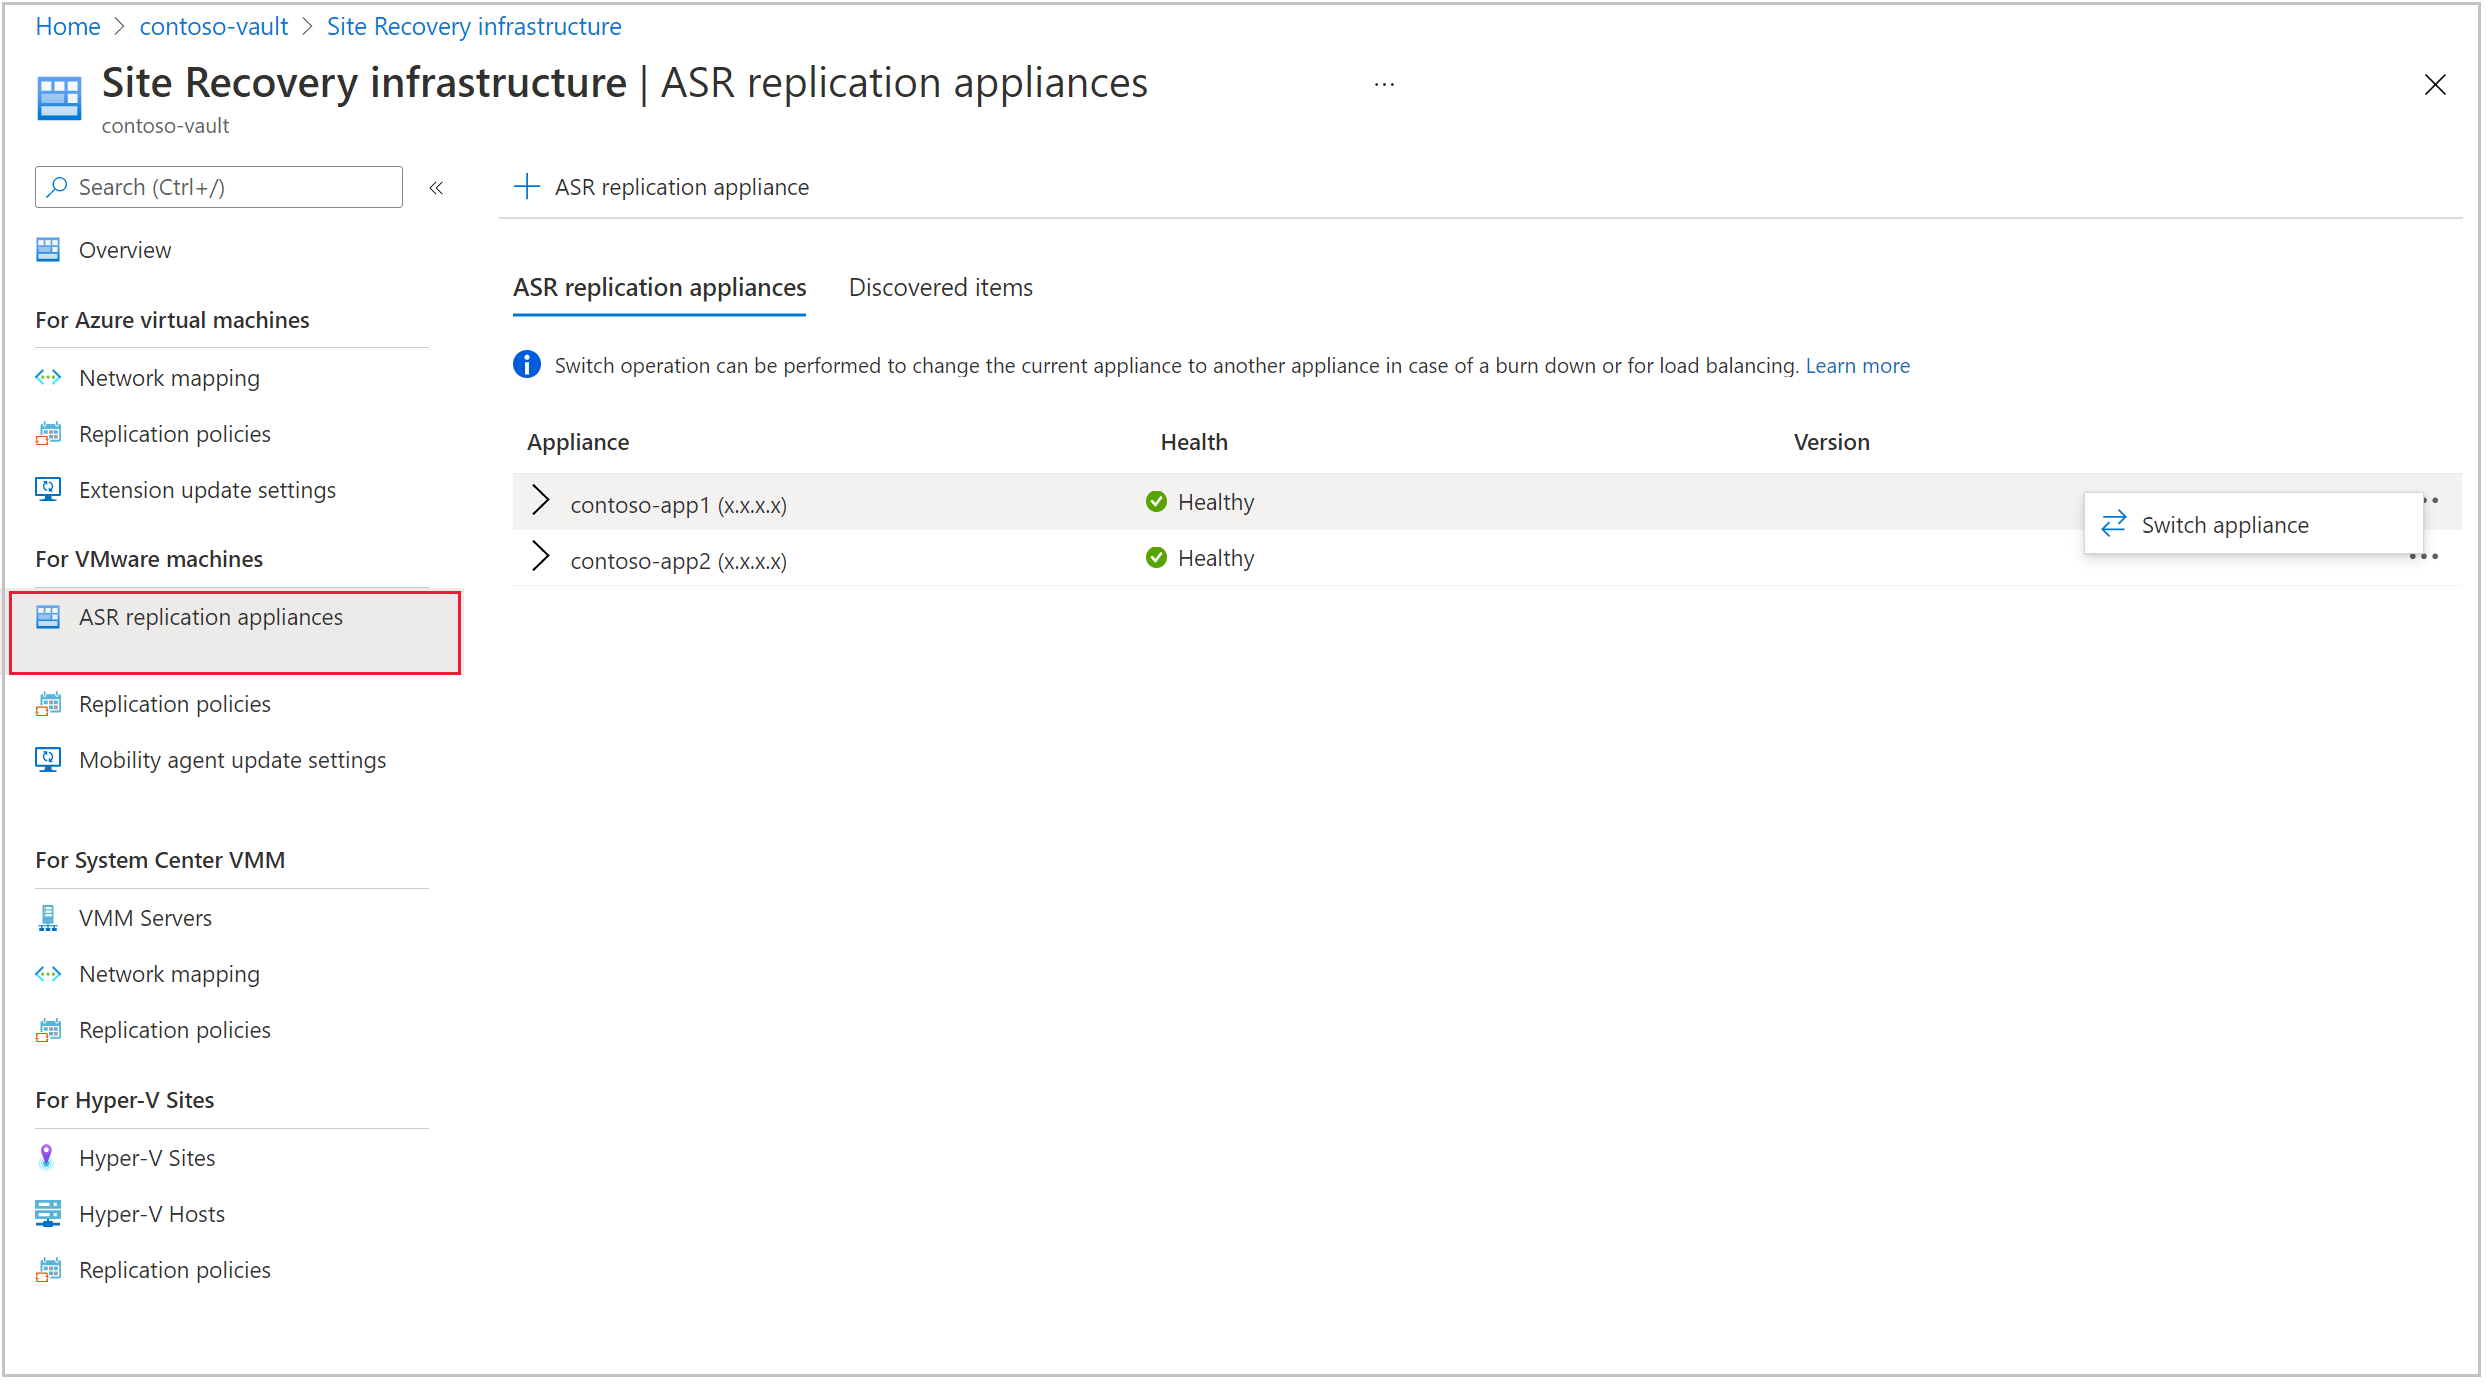 Home > contoso-vault > Site Recovery infrastructure
Site Recovery infrastructure | ASR replication appliances ...
contoso-vault
Search (Ctrl+/) «
Overview
For Azure virtual machines
Network mapping
Replication policies
Extension update settings
For VMware machines
ASR replication appliances
Replication policies
Mobility agent update settings
For System Center VMM
VMM Servers
Network mapping
Replication policies
For Hyper-V Sites
Hyper-V Sites
Hyper-V Hosts
Replication policies
ASR replication appliance
ASR replication appliances Discovered items
Switch operation can be performed to change the current appliance to another appliance in case of a burn down or for load balancing. Learn more
Appliance Health Version
contoso-app1 (x.x.x.x) Healthy
Switch appliance
contoso-app2 (x.x.x.x) Healthy